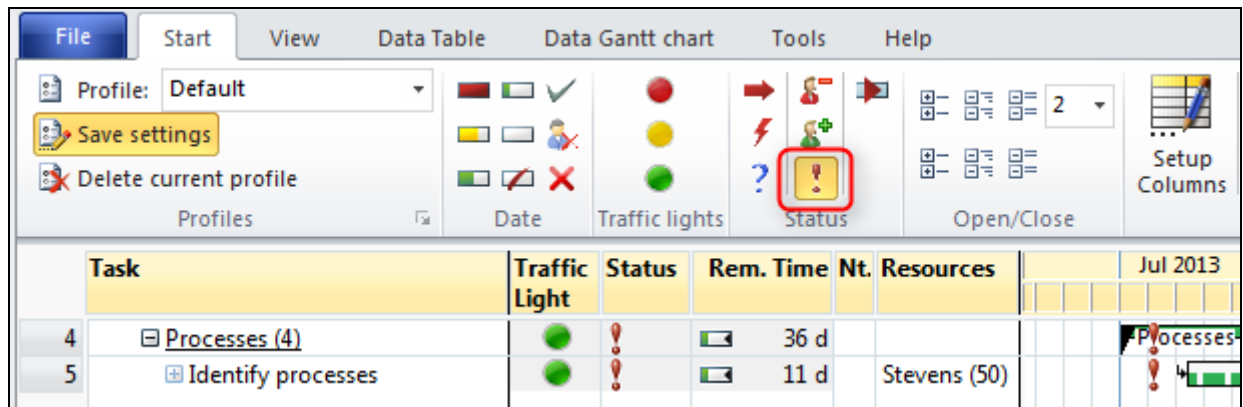 File Start View Data Table Data Gantt chart Tools Help
Profile: Default
Save settings
Delete current profile
2
Setup
Columns
Profiles Date Traffic lights Status Open/Close
Task Traffic Light Status Rem. Time Nt. Resources Jul 2013
4 Processes (4) 36 d Processes
5 Identify processes 11 d Stevens (50)